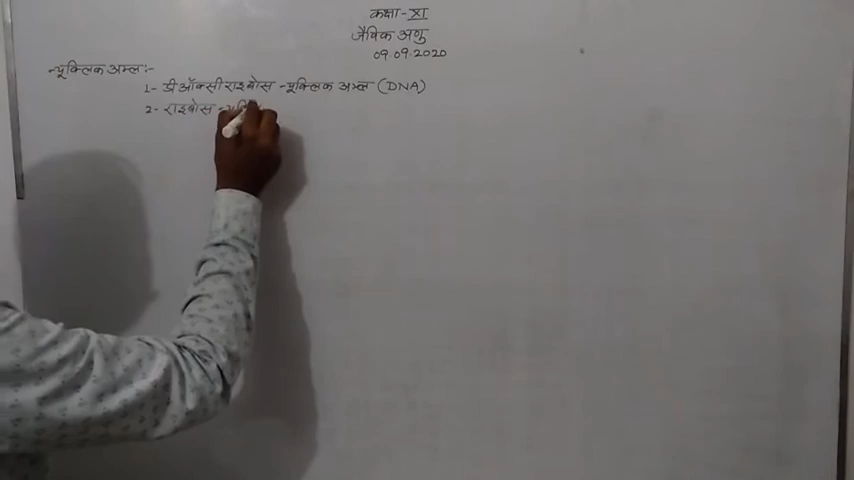 कक्षा - XI
जैविक अणु
09.09.2020
न्यूक्लिक अम्ल:-
1- डीऑक्सीराइबोस - न्यूक्लिक अम्ल (DNA)
2- राइबोस -